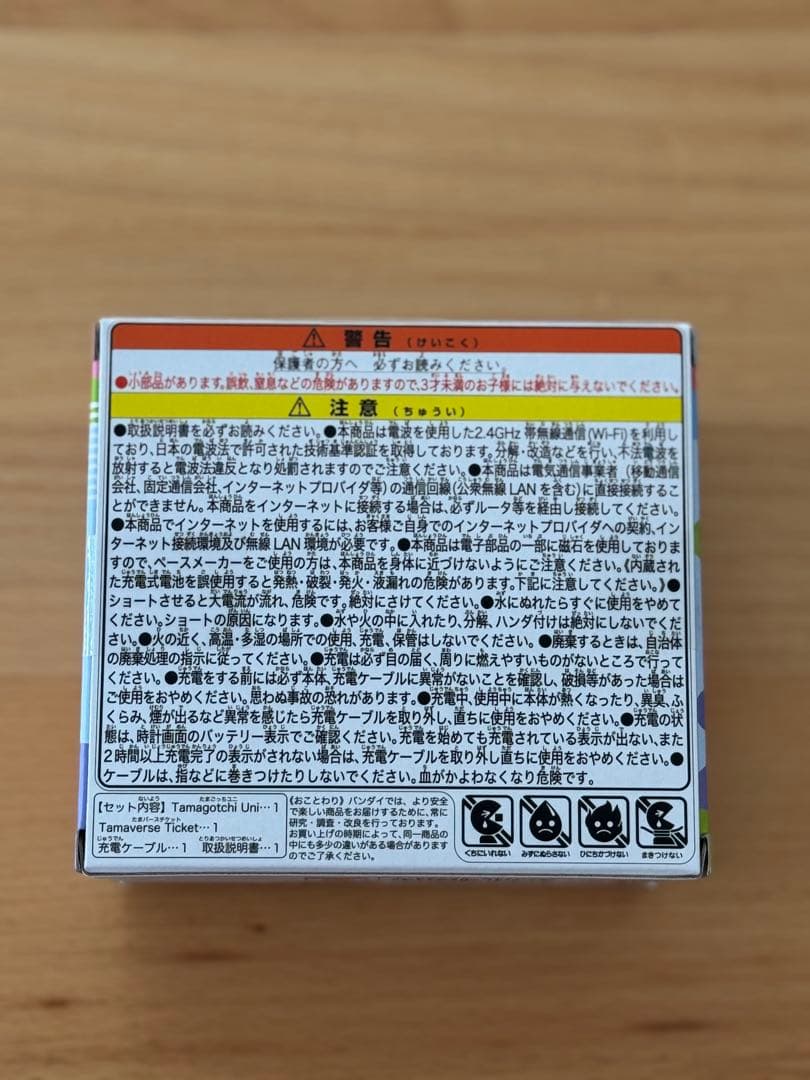 ⚠ 警告 (けいこく)
保護者の方へ 必ずお読みください。
●小部品があります。誤飲、窒息などの危険がありますので、3才未満のお子様には絶対に与えないでください。
⚠ 注意 (ちゅうい)
●取扱説明書を必ずお読みください。●本商品は電波を使用した2.4GHz 帯無線通信(Wi-Fi)を利用し
ており、日本の電波法で許可された技術基準認証を取得しております。分解・改造などを行い、不法電波を
放射すると電波法違反となり処罰されますのでご注意ください。●本商品は電気通信事業者（移動通信
会社、固定通信会社、インターネットプロバイダ等）の通信回線(公衆無線 LAN を含む)に直接接続するこ
とができません。本商品をインターネットに接続する場合は、必ずルータ等を経由し接続してください。
●本商品でインターネットを使用するには、お客様ご自身でのインターネットプロバイダへの契約、イン
ターネット接続環境及び無線 LAN 環境が必要です。●本商品は電子部品の一部に磁石を使用しておりま
すので、ペースメーカーをご使用の方は、本商品を身体に近づけないようにご注意ください。《内蔵され
た充電式電池を誤使用すると発熱・破裂・発火・液漏れの危険があります。下記に注意してください。》●
ショートさせると大電流が流れ、危険です。絶対にさけてください。●水にぬれたらすぐに使用をやめて
ください。ショートの原因になります。●水や火の中に入れたり、分解、ハンダ付けは絶対にしないでくだ
さい。●火の近く、高温・多湿の場所での使用、充電、保管はしないでください。●廃棄するときは、自治体
の廃棄処理の指示に従ってください。●充電は必ず目の届く、周りに燃えやすいものがないところで行って
ください。●充電をする前には必ず本体、充電ケーブルに異常がないことを確認し、破損等があった場合は
ご使用をおやめください。思わぬ事故の恐れがあります。●充電中、使用中に本体が熱くなったり、異臭、ふ
くらみ、煙が出るなど異常を感じたら充電ケーブルを取り外し、直ちに使用をおやめください。●充電の状
態は、時計画面のバッテリー表示でご確認ください。充電を始めても充電されている表示が出ない、また
2時間以上充電完了の表示がされない場合は、充電ケーブルを取り外し直ちに使用をおやめください。●
ケーブルは、指などに巻きつけたりしないでください。血がかよわなくなり危険です。
【セット内容】Tamagotchi Uni…1
Tamaverse Ticket…1
充電ケーブル…1 取扱説明書…1
《おことわり》バンダイでは、より安全
で楽しい商品をお届けするために、常に
研究・調査・改良を行っております。
お買い上げの時期によって、同一商品の
中にも多少の違いがある場合があります
のでご了承ください。
くちにいれない みずにぬらさない ひにちかづけない まきつけない